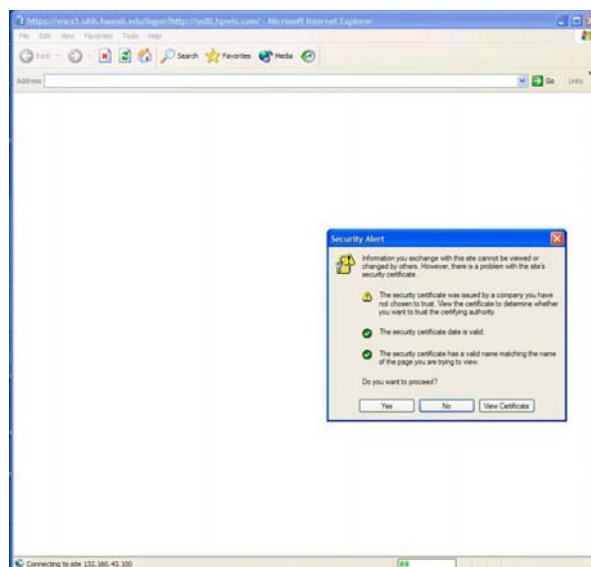 https://vncs1.uhh.hawaii.edu/logon?http://us10.hpwis.com/ - Microsoft Internet Explorer
File Edit View Favorites Tools Help
Back Search Favorites Media
Address Go Links
Security Alert
Information you exchange with this site cannot be viewed or
changed by others. However, there is a problem with the site's
security certificate.
The security certificate was issued by a company you have
not chosen to trust. View the certificate to determine whether
you want to trust the certifying authority.
The security certificate date is valid.
The security certificate has a valid name matching the name
of the page you are trying to view.
Do you want to proceed?
Yes No View Certificate
Connecting to site 132.160.43.100